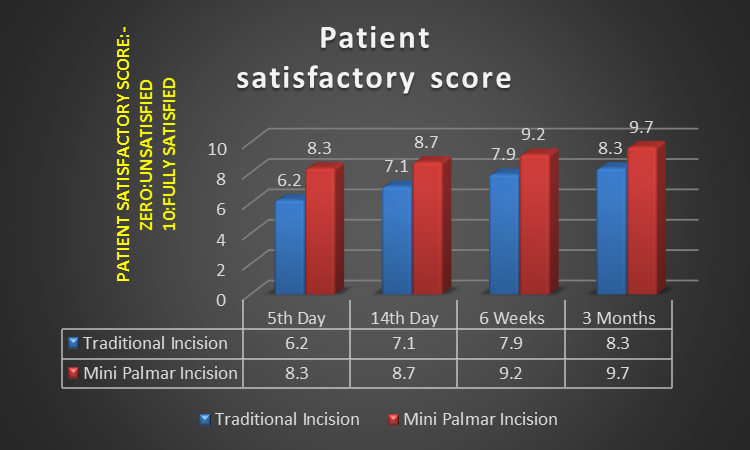 Patient
satisfactory score
PATIENT SATISFACTORY SCORE:-
ZERO:UNSATISFIED
10:FULLY SATISFIED
10
8
6
4
2
0
6.2
8.3
7.1
8.7
7.9
9.2
8.3
9.7
5th Day 14th Day 6 Weeks 3 Months
Traditional Incision 6.2 7.1 7.9 8.3
Mini Palmar Incision 8.3 8.7 9.2 9.7
Traditional Incision Mini Palmar Incision